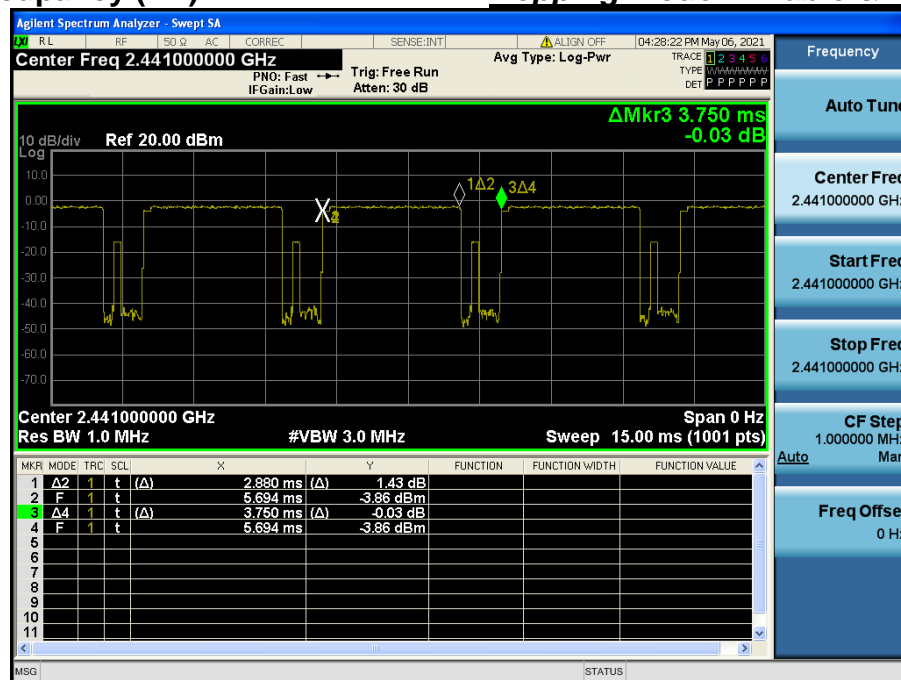 Agilent Spectrum Analyzer - Swept SA
LXI RL RF 50 Ω AC CORREC SENSE:INT ALIGN OFF 04:28:22 PM May 06, 2021
Center Freq 2.441000000 GHz
PNO: Fast
IFGain:Low
Trig: Free Run
Atten: 30 dB
Avg Type: Log-Pwr
TRACE 1 2 3 4 5 6
TYPE
DET P P P P P P
Frequency
Auto Tune
ΔMkr3 3.750 ms
-0.03 dB
10 dB/div Ref 20.00 dBm
Log
10.0
0.00
-10.0
-20.0
-30.0
-40.0
-50.0
-60.0
-70.0
1Δ2
3Δ4
X2
Center Freq
2.441000000 GHz
Start Freq
2.441000000 GHz
Stop Freq
2.441000000 GHz
CF Step
1.000000 MHz
Auto Man
Freq Offset
0 Hz
Center 2.441000000 GHz Span 0 Hz
Res BW 1.0 MHz #VBW 3.0 MHz Sweep 15.00 ms (1001 pts)
MKR MODE TRC SCL X Y FUNCTION FUNCTION WIDTH FUNCTION VALUE
1 Δ2 1 t (Δ) 2.880 ms (Δ) 1.43 dB
2 F 1 t 5.694 ms -3.86 dBm
3 Δ4 1 t (Δ) 3.750 ms (Δ) -0.03 dB
4 F 1 t 5.694 ms -3.86 dBm
5
6
7
8
9
10
11
MSG STATUS